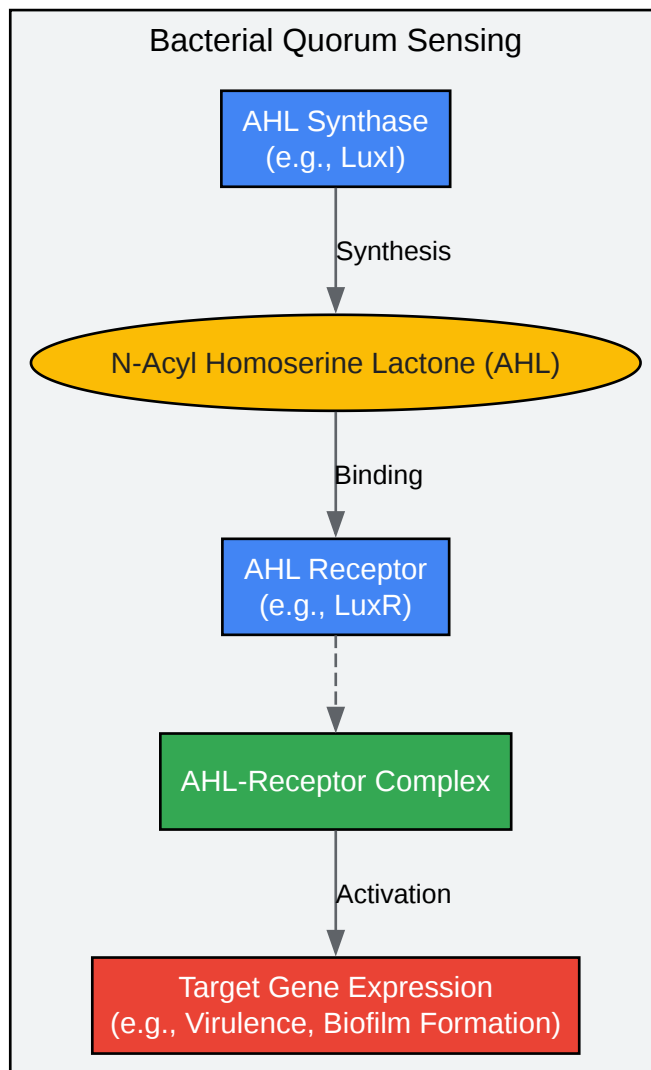 Bacterial Quorum Sensing
AHL Synthase
(e.g., LuxI)
Synthesis
N-Acyl Homoserine Lactone (AHL)
Binding
AHL Receptor
(e.g., LuxR)
AHL-Receptor Complex
Activation
Target Gene Expression
(e.g., Virulence, Biofilm Formation)